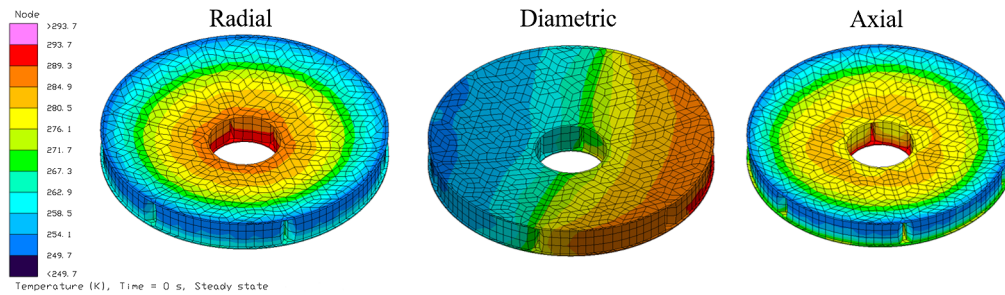 Radial
Diametric
Axial
Node
>293. 7
293. 7
289. 3
284. 9
280. 5
276. 1
271. 7
267. 3
262. 9
258. 5
254. 1
249. 7
<249. 7
Temperature (K), Time = 0 s, Steady state